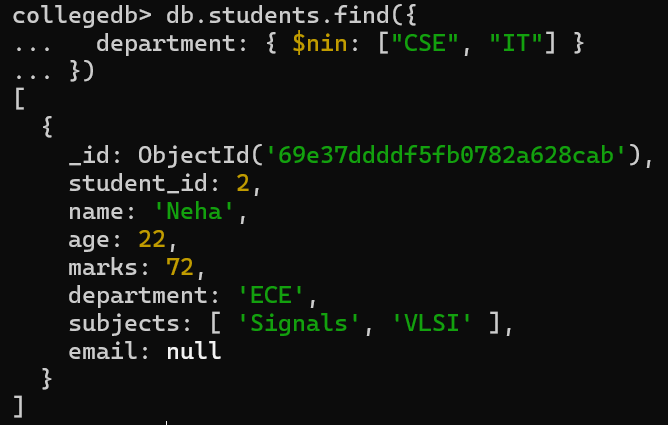 collegedb> db.students.find({
...   department: { $nin: ["CSE", "IT"] }
... })
[
  {
    _id: ObjectId('69e37ddddf5fb0782a628cab'),
    student_id: 2,
    name: 'Neha',
    age: 22,
    marks: 72,
    department: 'ECE',
    subjects: [ 'Signals', 'VLSI' ],
    email: null
  }
]